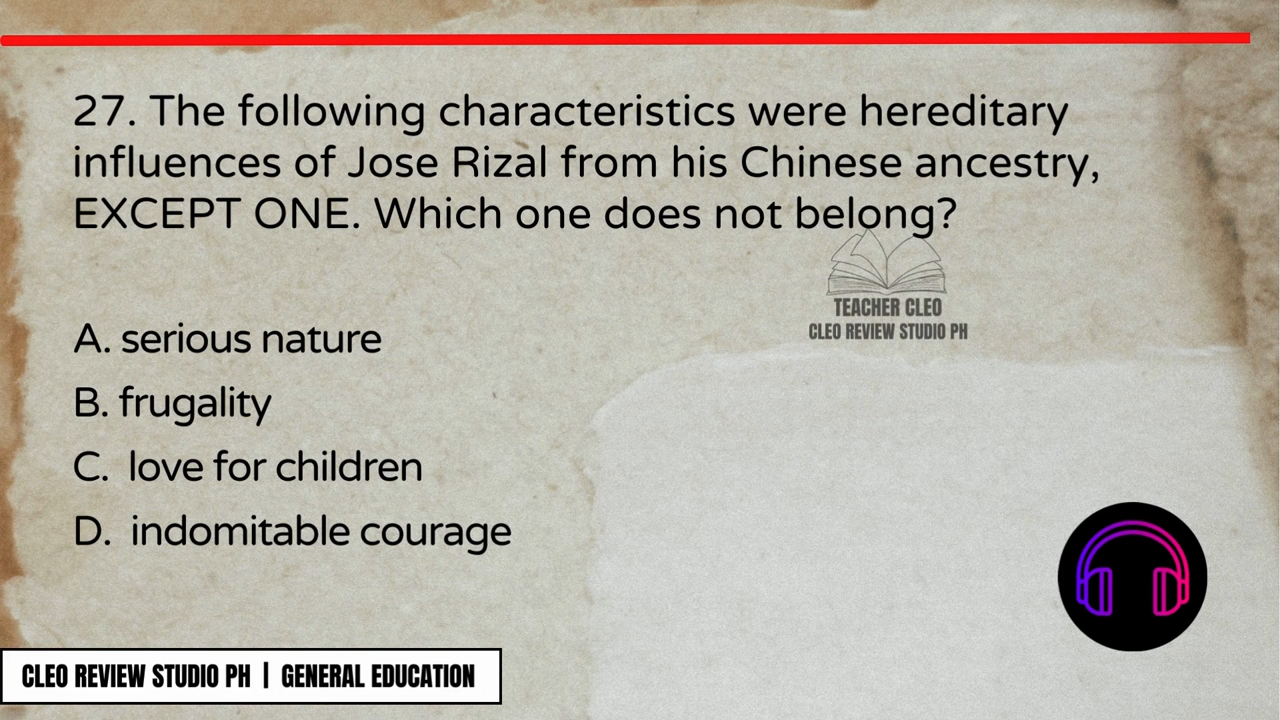 27. The following characteristics were hereditary
influences of Jose Rizal from his Chinese ancestry,
EXCEPT ONE. Which one does not belong?
TEACHER CLEO
CLEO REVIEW STUDIO PH
A. serious nature
B. frugality
C. love for children
D. indomitable courage
CLEO REVIEW STUDIO PH | GENERAL EDUCATION